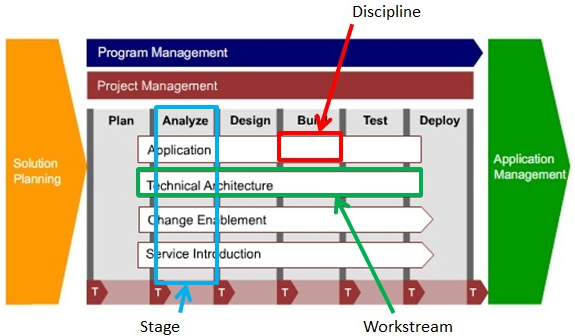 Discipline
Program Management
Project Management
Plan
Analyze
Design
Build
Test
Deploy
Application
Solution
Planning
Technical Architecture
Application
Management
Change Enablement
Service Introduction
T
T
T
T
T
T
T
Stage
Workstream